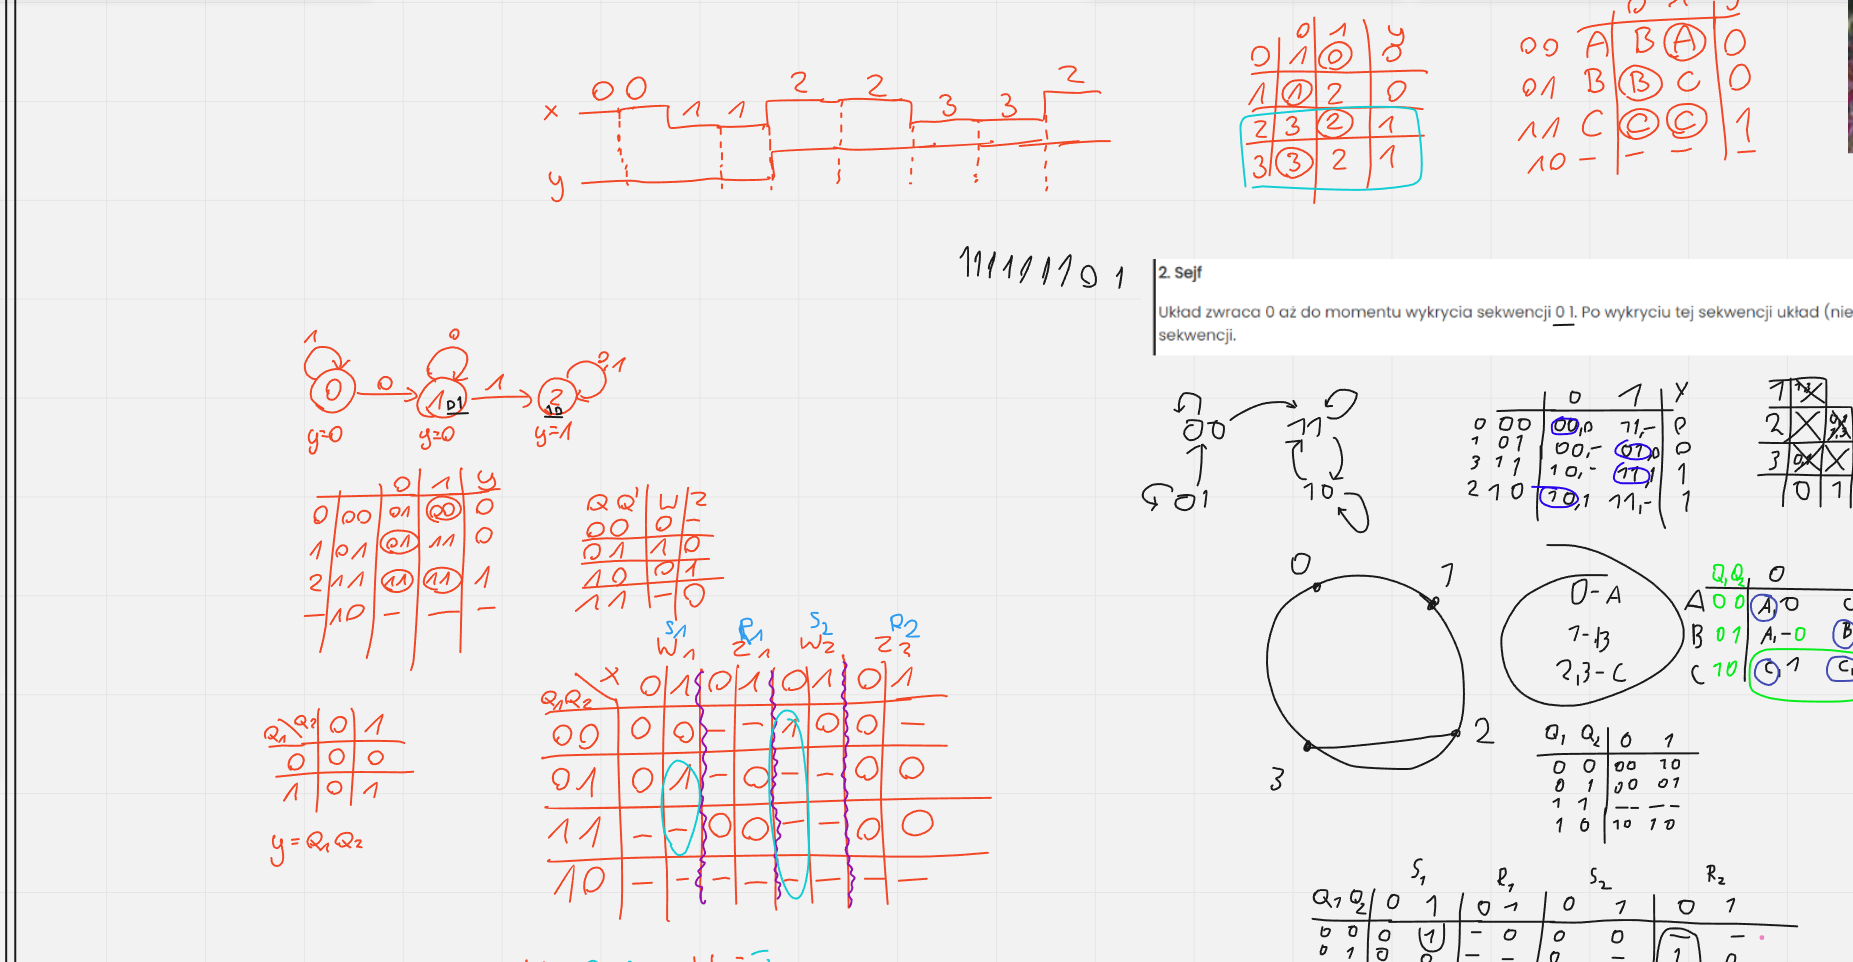 0 0 1 1 2 2 3 3 2
x
y
0 1 y
0 1 0 0
1 1 2 0
2 3 2 1
3 3 2 1
00 A B A 0
01 B B C 0
11 C C C 1
10 - - - -
11111111 0 1
2. Sejf
Układ zwraca 0 aż do momentu wykrycia sekwencji 0 1. Po wykryciu tej sekwencji układ (nie
sekwencji.
1 0 0,1
0 0 1 01 1 2 10
y=0 y=0 y=1
0 1 y
0 00 01 00 0
1 01 01 11 0
2 11 11 11 1
- 10 - - -
Q Q' W Z
00 0 -
01 1 0
10 0 1
11 - 0
00 11
01 10
0 1 X
0 00 00,0 11,- 0
1 01 00,- 01,0 0
3 11 10,- 11,1 1
2 10 10,1 11,- 1
1
2
3
0 1
0 1
3 2
0-A
1-B
2,3-C
Q1Q2 0
A 00 A,0
B 01 A,-0 B
C 10 C,1 C
S1 R1 S2 R2
W1 Z1 W2 Z2
X 0 1 0 1 0 1 0 1
Q1Q2
00 0 0 - - 1 0 0 -
01 0 1 - 0 - - 0 0
11 - - 0 0 - - 0 0
10 - - - - - - - -
Q1\Q2 0 1
0 0 0
1 0 1
y=Q1Q2
Q1 Q2 0 1
0 0 00 10
0 1 00 01
1 1 -- --
1 0 10 10
S1 R1 S2 R2
Q1 Q2 0 1 0 1 0 1 0 1
0 0 0 1 - 0 0 0 - -